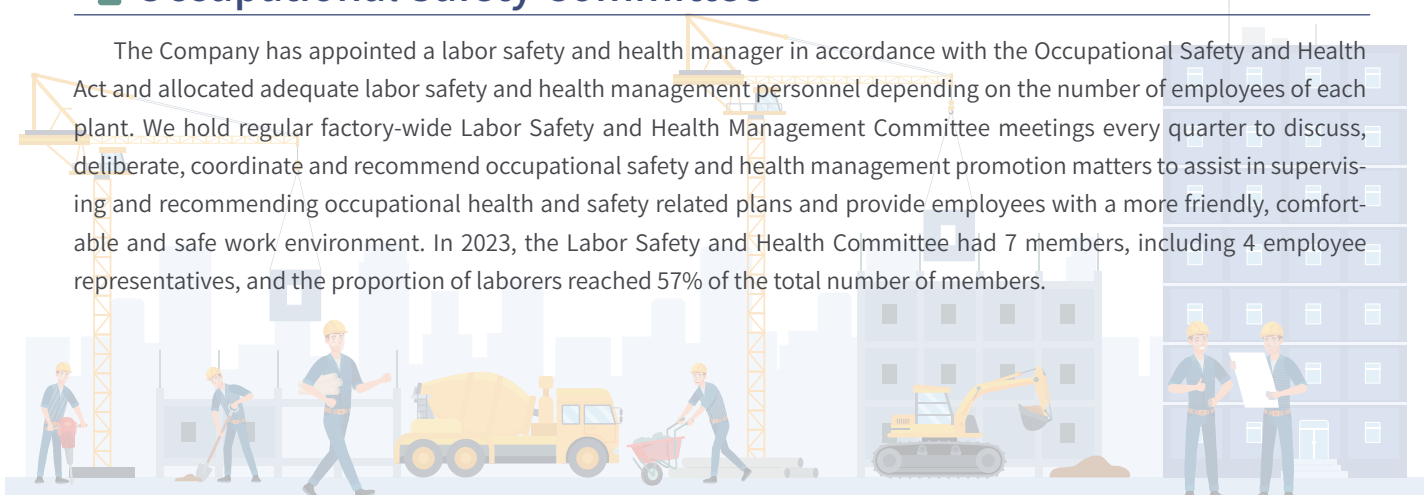 Occupational Safety Committee
The Company has appointed a labor safety and health manager in accordance with the Occupational Safety and Health
Act and allocated adequate labor safety and health management personnel depending on the number of employees of each
plant. We hold regular factory-wide Labor Safety and Health Management Committee meetings every quarter to discuss,
deliberate, coordinate and recommend occupational safety and health management promotion matters to assist in supervis-
ing and recommending occupational health and safety related plans and provide employees with a more friendly, comfort-
able and safe work environment. In 2023, the Labor Safety and Health Committee had 7 members, including 4 employee
representatives, and the proportion of laborers reached 57% of the total number of members.